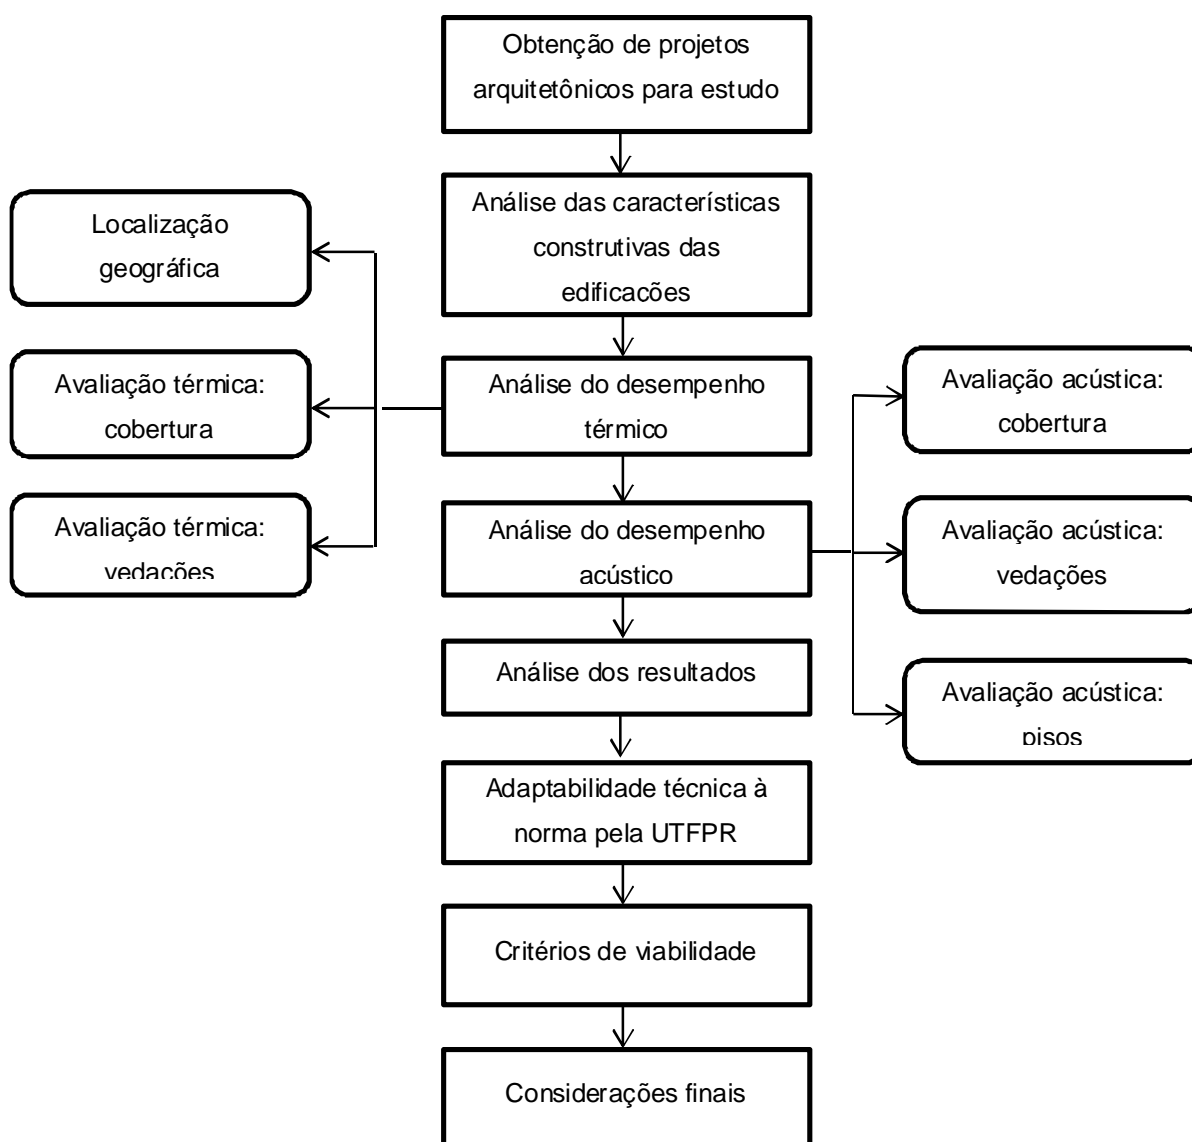 Obtenção de projetos
arquitetônicos para estudo
Análise das características
construtivas das
edificações
Localização
geográfica
Análise do desempenho
térmico
Avaliação térmica:
cobertura
Avaliação térmica:
vedações
Análise do desempenho
acústico
Avaliação acústica:
cobertura
Avaliação acústica:
vedações
Avaliação acústica:
pisos
Análise dos resultados
Adaptabilidade técnica à
norma pela UTFPR
Critérios de viabilidade
Considerações finais